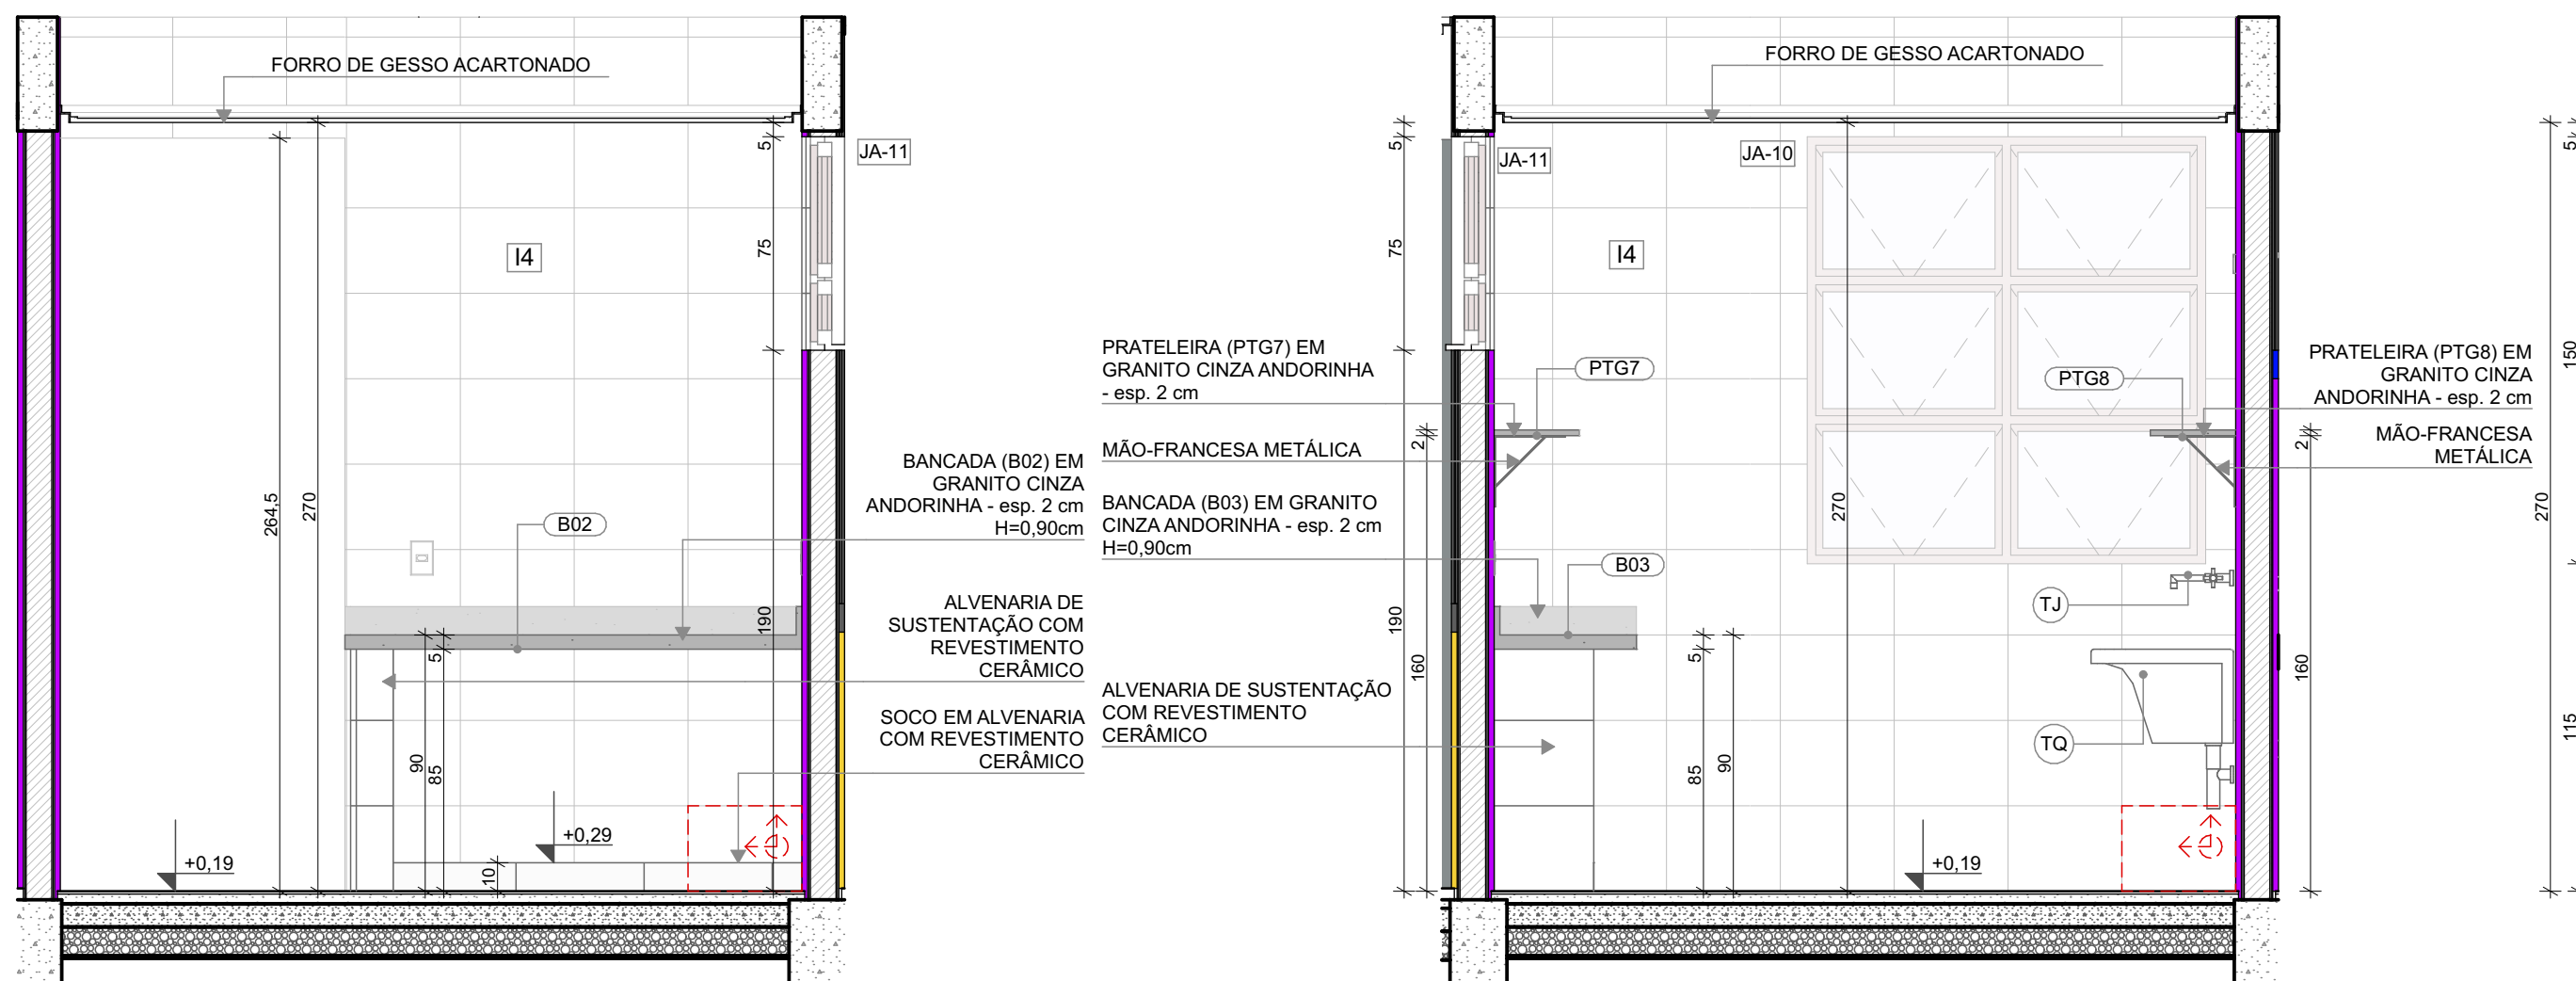 FORRO DE GESSO ACARTONADO
5
JA-11
I4
75
264.5
270
B02
BANCADA (B02) EM
GRANITO CINZA
ANDORINHA - esp. 2 cm
H=0,90cm
190
5
ALVENARIA DE
SUSTENTAÇÃO COM
REVESTIMENTO
CERÂMICO
SOCO EM ALVENARIA
COM REVESTIMENTO
CERÂMICO
90
85
+0,29
+0,19
10
FORRO DE GESSO ACARTONADO
5
JA-11
JA-10
5
I4
75
PRATELEIRA (PTG7) EM
GRANITO CINZA ANDORINHA
- esp. 2 cm
PTG7
PTG8
PRATELEIRA (PTG8) EM
GRANITO CINZA
ANDORINHA - esp. 2 cm
150
MÃO-FRANCESA METÁLICA
2
MÃO-FRANCESA
METÁLICA
2
BANCADA (B03) EM GRANITO
CINZA ANDORINHA - esp. 2 cm
H=0,90cm
270
270
B03
TJ
190
160
5
160
ALVENARIA DE SUSTENTAÇÃO
COM REVESTIMENTO
CERÂMICO
TQ
115
85
90
+0,19